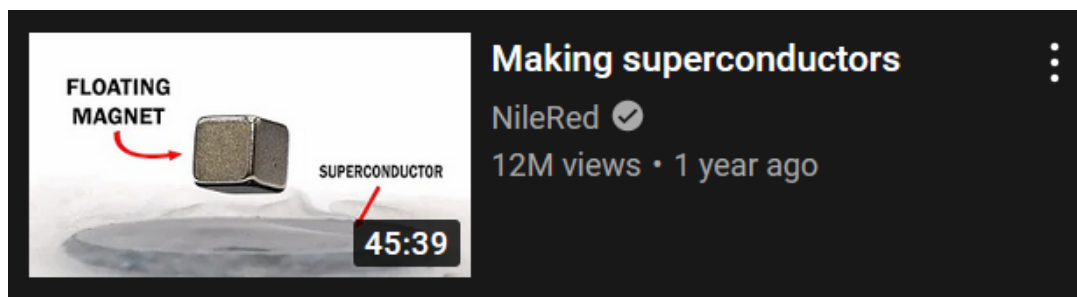 FLOATING
MAGNET
SUPERCONDUCTOR
45:39
Making superconductors
NileRed
12M views • 1 year ago